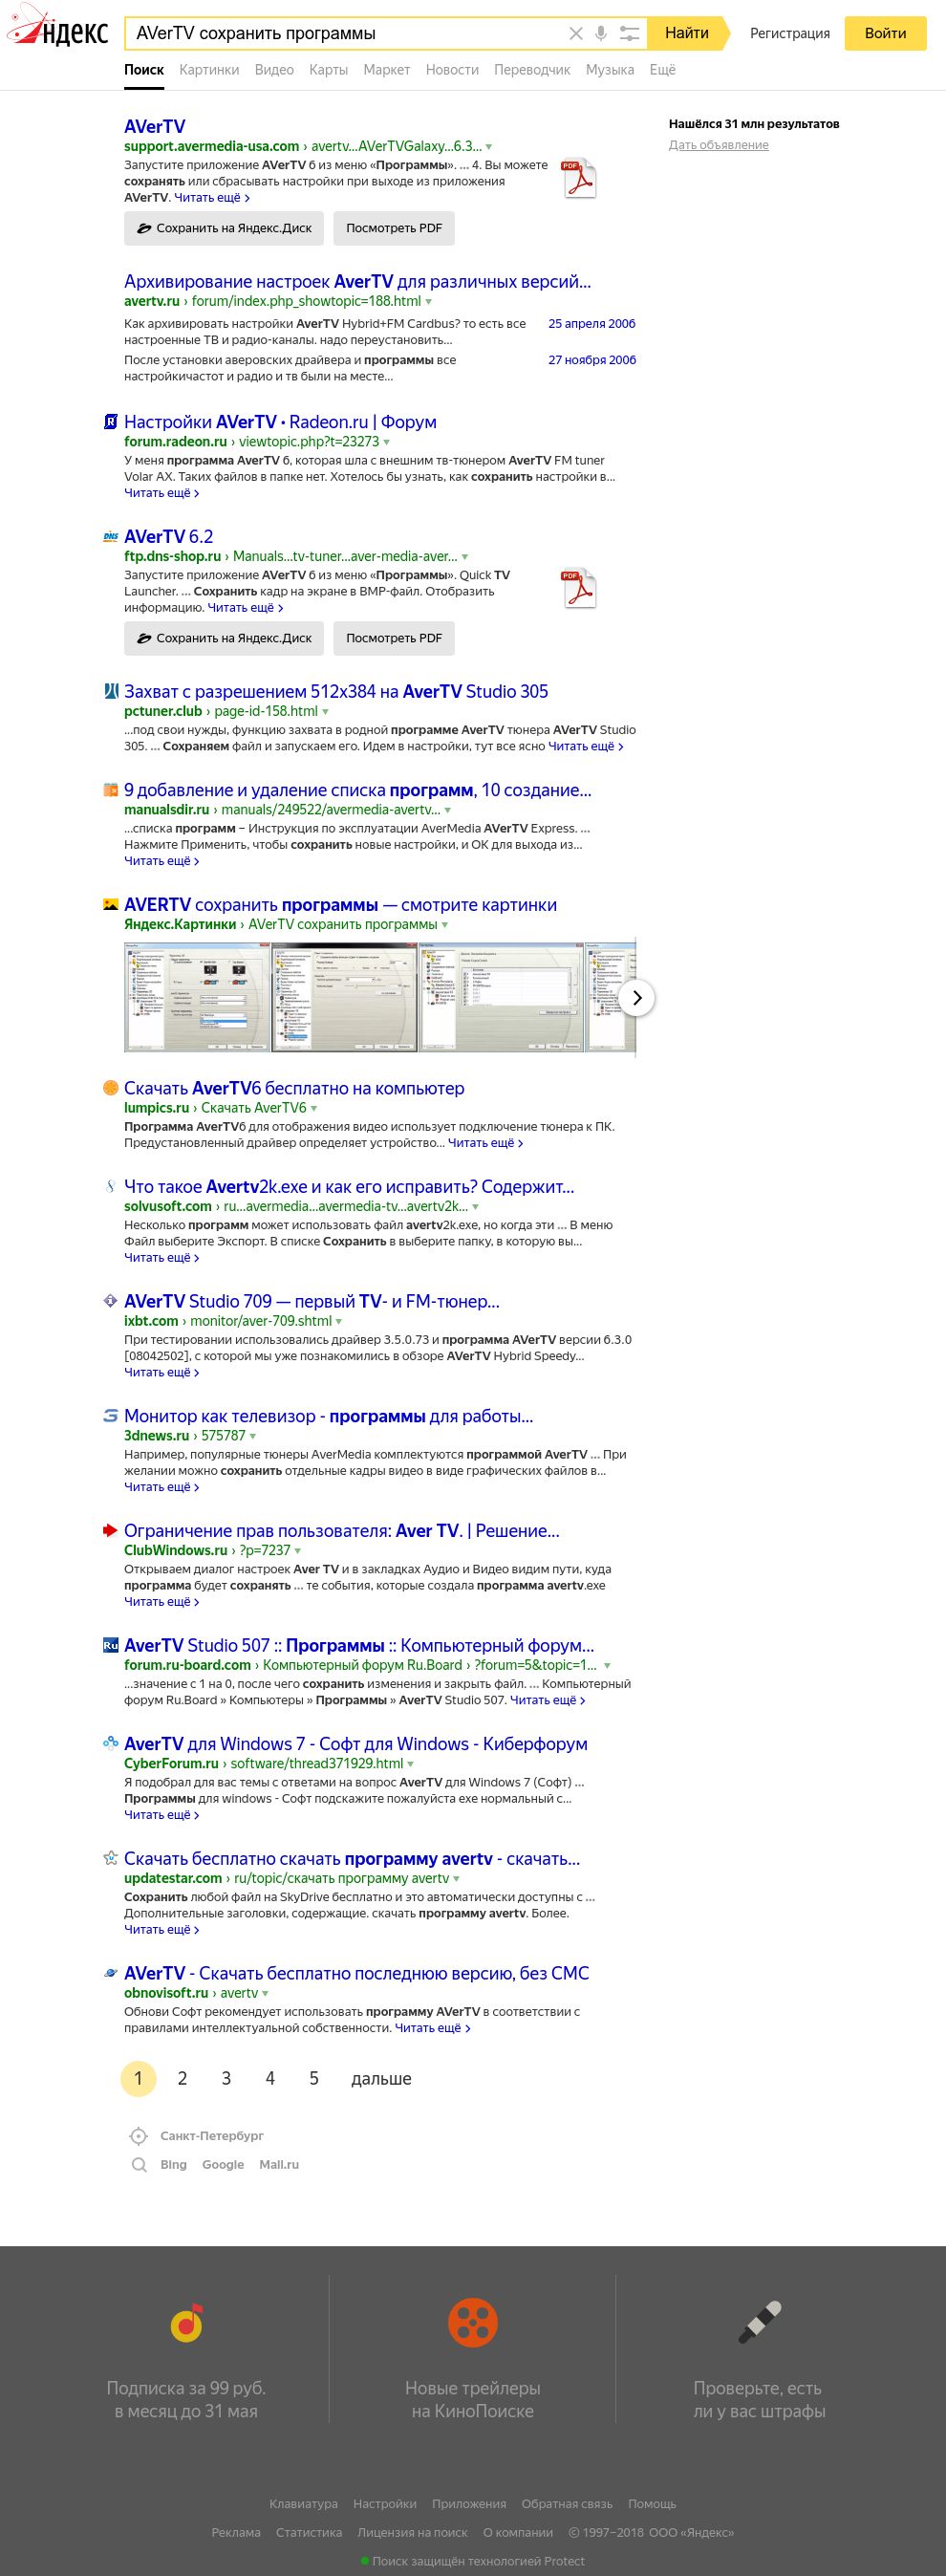 Яндекс
AVerTV сохранить программы
Найти
Регистрация
Войти
Поиск Картинки Видео Карты Маркет Новости Переводчик Музыка Ещё
Нашёлся 31 млн результатов
Дать объявление
AVerTV
support.avermedia-usa.com › avertv...AVerTVGalaxy...6.3...
Запустите приложение AVerTV 6 из меню «Программы». ... 4. Вы можете
сохранять или сбрасывать настройки при выходе из приложения
AVerTV. Читать ещё
PDF
Сохранить на Яндекс.Диск Посмотреть PDF
Архивирование настроек AverTV для различных версий...
avertv.ru › forum/index.php_showtopic=188.html
Как архивировать настройки AverTV Hybrid+FM Cardbus? то есть все 25 апреля 2006
настроенные ТВ и радио-каналы. надо переустановить...
После установки аверовских драйвера и программы все 27 ноября 2006
настройкичастот и радио и тв были на месте...
Настройки AVerTV • Radeon.ru | Форум
forum.radeon.ru › viewtopic.php?t=23273
У меня программа AverTV 6, которая шла с внешним тв-тюнером AverTV FM tuner
Volar AX. Таких файлов в папке нет. Хотелось бы узнать, как сохранить настройки в...
Читать ещё
AVerTV 6.2
ftp.dns-shop.ru › Manuals...tv-tuner...aver-media-aver...
Запустите приложение AVerTV 6 из меню «Программы». Quick TV
Launcher. ... Сохранить кадр на экране в BMP-файл. Отобразить
информацию. Читать ещё
PDF
Сохранить на Яндекс.Диск Посмотреть PDF
Захват с разрешением 512x384 на AverTV Studio 305
pctuner.club › page-id-158.html
...под свои нужды, функцию захвата в родной программе AverTV тюнера AVerTV Studio
305. ... Сохраняем файл и запускаем его. Идем в настройки, тут все ясно Читать ещё
9 добавление и удаление списка программ, 10 создание...
manualsdir.ru › manuals/249522/avermedia-avertv...
...списка программ – Инструкция по эксплуатации AverMedia AVerTV Express. ...
Нажмите Применить, чтобы сохранить новые настройки, и ОК для выхода из...
Читать ещё
AVERTV сохранить программы — смотрите картинки
Яндекс.Картинки › AVerTV сохранить программы
Скачать AverTV6 бесплатно на компьютер
lumpics.ru › Скачать AverTV6
Программа AverTV6 для отображения видео использует подключение тюнера к ПК.
Предустановленный драйвер определяет устройство... Читать ещё
Что такое Avertv2k.exe и как его исправить? Содержит...
solvusoft.com › ru...avermedia...avermedia-tv...avertv2k...
Несколько программ может использовать файл avertv2k.exe, но когда эти ... В меню
Файл выберите Экспорт. В списке Сохранить в выберите папку, в которую вы...
Читать ещё
AVerTV Studio 709 — первый TV- и FM-тюнер...
ixbt.com › monitor/aver-709.shtml
При тестировании использовались драйвер 3.5.0.73 и программа AVerTV версии 6.3.0
[08042502], с которой мы уже познакомились в обзоре AVerTV Hybrid Speedy...
Читать ещё
Монитор как телевизор - программы для работы...
3dnews.ru › 575787
Например, популярные тюнеры AverMedia комплектуются программой AverTV ... При
желании можно сохранить отдельные кадры видео в виде графических файлов в...
Читать ещё
Ограничение прав пользователя: Aver TV. | Решение...
ClubWindows.ru › ?p=7237
Открываем диалог настроек Aver TV и в закладках Аудио и Видео видим пути, куда
программа будет сохранять ... те события, которые создала программа avertv.exe
Читать ещё
Ru
AverTV Studio 507 :: Программы :: Компьютерный форум...
forum.ru-board.com › Компьютерный форум Ru.Board › ?forum=5&topic=1...
...значение с 1 на 0, после чего сохранить изменения и закрыть файл. ... Компьютерный
форум Ru.Board » Компьютеры » Программы » AverTV Studio 507. Читать ещё
AverTV для Windows 7 - Софт для Windows - Киберфорум
CyberForum.ru › software/thread371929.html
Я подобрал для вас темы с ответами на вопрос AverTV для Windows 7 (Софт) ...
Программы для windows - Софт подскажите пожалуйста exe нормальный с...
Читать ещё
Скачать бесплатно скачать программу avertv - скачать...
updatestar.com › ru/topic/скачать программу avertv
Сохранить любой файл на SkyDrive бесплатно и это автоматически доступны с ...
Дополнительные заголовки, содержащие. скачать программу avertv. Более.
Читать ещё
AVerTV - Скачать бесплатно последнюю версию, без СМС
obnovisoft.ru › avertv
Обнови Софт рекомендует использовать программу AVerTV в соответствии с
правилами интеллектуальной собственности. Читать ещё
1 2 3 4 5 дальше
Санкт-Петербург
Bing Google Mail.ru
Подписка за 99 руб.
в месяц до 31 мая
Новые трейлеры
на КиноПоиске
Проверьте, есть
ли у вас штрафы
Клавиатура Настройки Приложения Обратная связь Помощь
Реклама Статистика Лицензия на поиск О компании © 1997–2018 ООО «Яндекс»
Поиск защищён технологией Protect